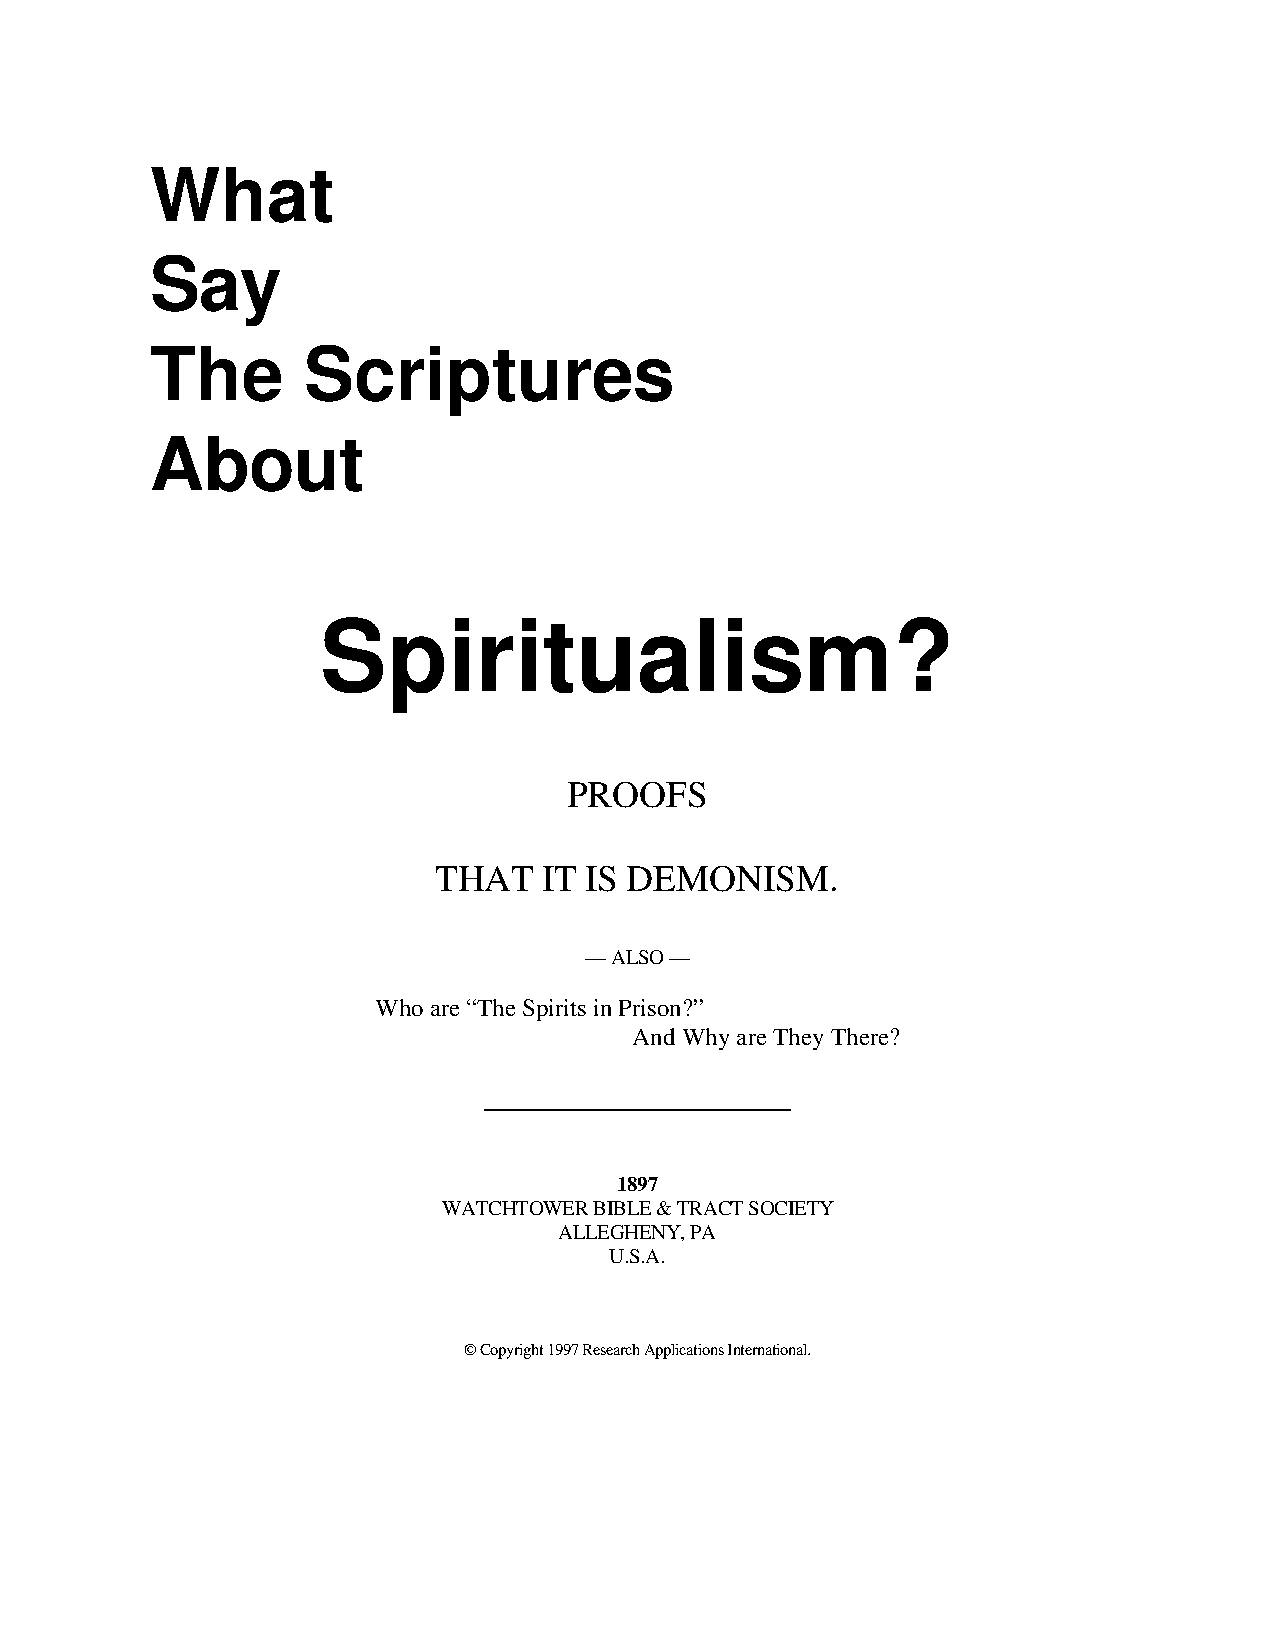 What
Say
The Scriptures
About
Spiritualism?
PROOFS
THAT IT IS DEMONISM.
— ALSO —
Who are “The Spirits in Prison?”
And Why are They There?
1897
WATCHTOWER BIBLE & TRACT SOCIETY
ALLEGHENY, PA
U.S.A.
© Copyright 1997 Research Applications International.